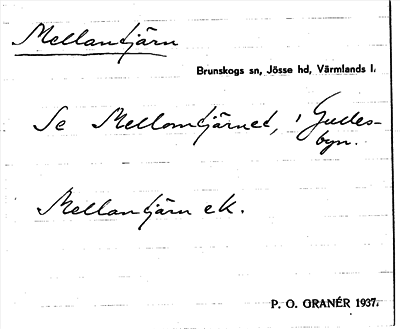 Mellantjärn
Brunskogs sn, Jösse hd, Värmlands l.
Se Mellomtjärnet, i Gulles-
byn.
Mellantjärn ek.
P. O. GRANÉR 1937.